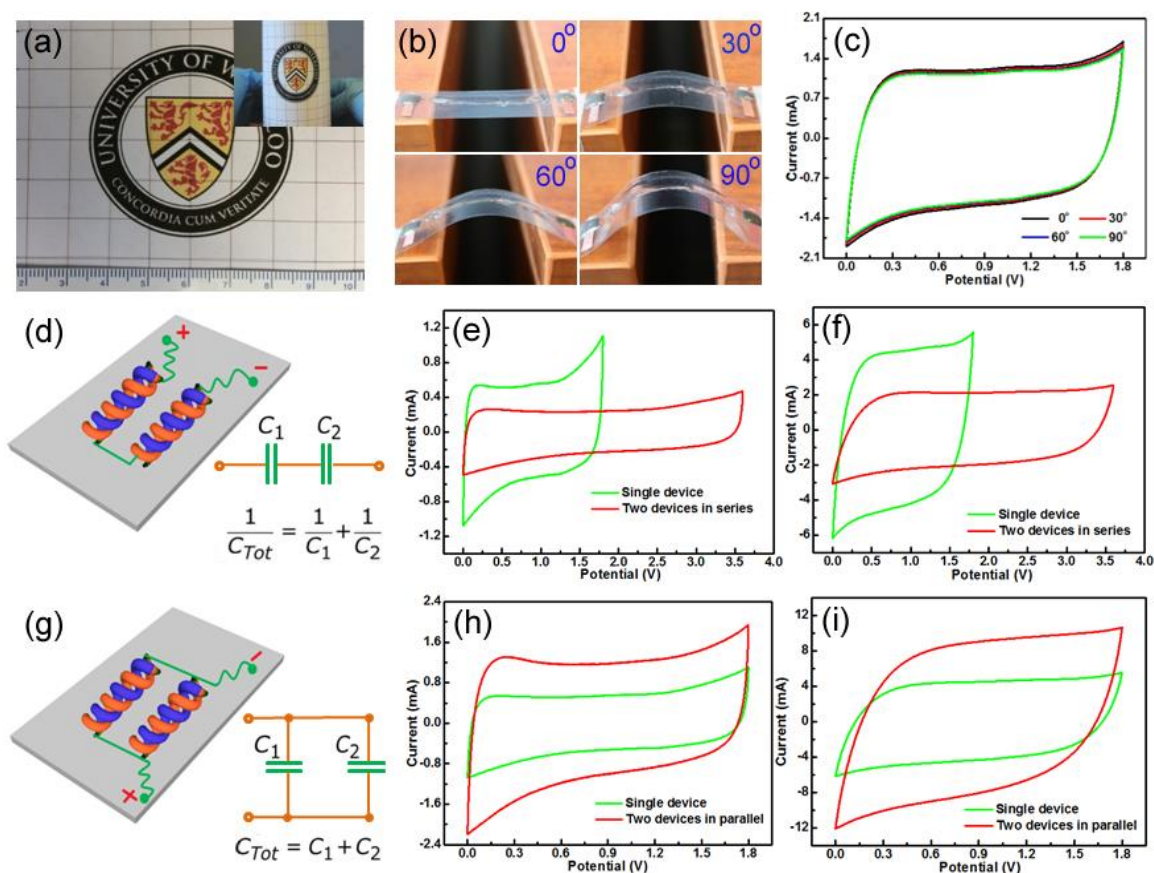 (a)
UNIVERSITY OF W
OO
CONCORDIA CUM VERITATE
2 3 4 5 6 7 8 9 10
(b)
0°
30°
60°
90°
(c)
Current (mA)
2.1
1.4
0.7
0.0
-0.7
-1.4
-2.1
0° 30°
60° 90°
0.0 0.3 0.6 0.9 1.2 1.5 1.8
Potential (V)
(d)
+
-
C1 C2
1/CTot = 1/C1 + 1/C2
(e)
Current (mA)
1.2
0.8
0.4
0.0
-0.4
-0.8
-1.2
Single device
Two devices in series
0.0 0.5 1.0 1.5 2.0 2.5 3.0 3.5 4.0
Potential (V)
(f)
Current (mA)
6
4
2
0
-2
-4
-6
Single device
Two devices in series
0.0 0.5 1.0 1.5 2.0 2.5 3.0 3.5 4.0
Potential (V)
(g)
-
+
C1 C2
CTot = C1 + C2
(h)
Current (mA)
2.4
1.6
0.8
0.0
-0.8
-1.6
-2.4
Single device
Two devices in parallel
0.0 0.3 0.6 0.9 1.2 1.5 1.8
Potential (V)
(i)
Current (mA)
12
8
4
0
-4
-8
-12
Single device
Two devices in parallel
0.0 0.3 0.6 0.9 1.2 1.5 1.8
Potential (V)